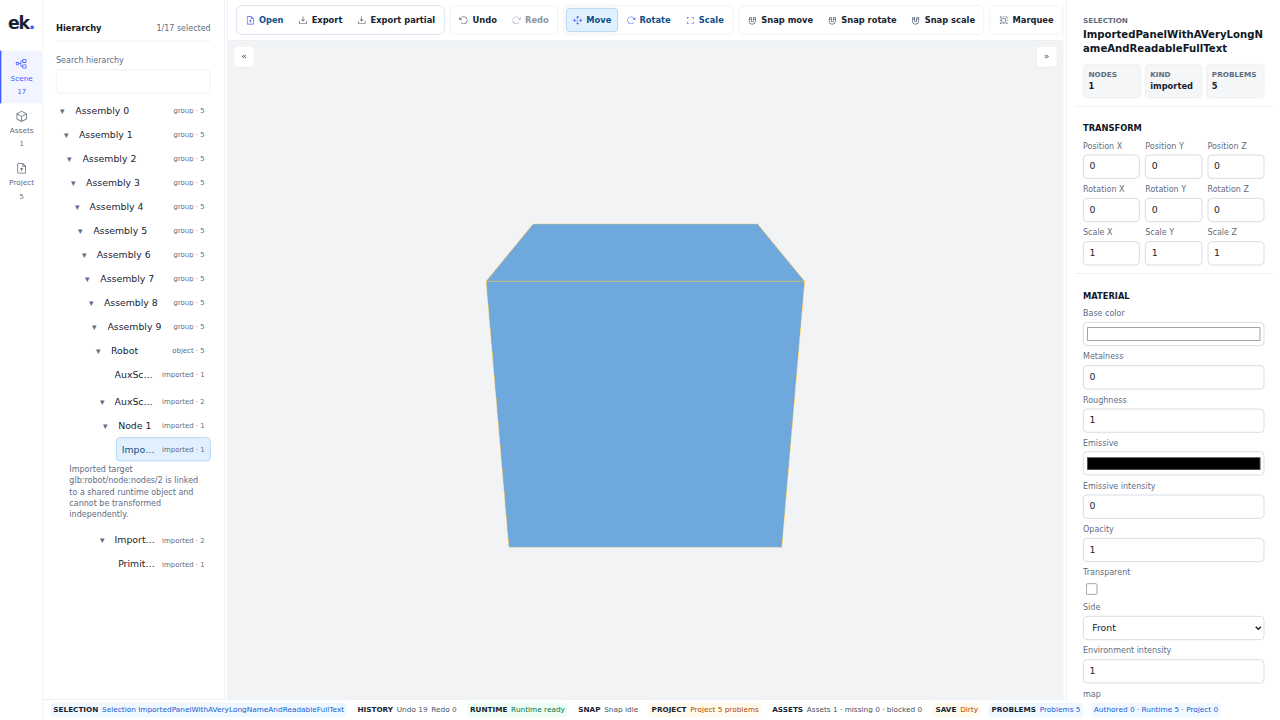 ek.
Scene
17
Assets
1
Project
5
Hierarchy 1/17 selected
Search hierarchy
Assembly 0 group · 5
Assembly 1 group · 5
Assembly 2 group · 5
Assembly 3 group · 5
Assembly 4 group · 5
Assembly 5 group · 5
Assembly 6 group · 5
Assembly 7 group · 5
Assembly 8 group · 5
Assembly 9 group · 5
Robot object · 5
AuxSc... imported · 1
AuxSc... imported · 2
Node 1 imported · 1
Impo... imported · 1
Imported target
glb:robot/node:nodes/2 is linked
to a shared runtime object and
cannot be transformed
independently.
Import... imported · 2
Primit... imported · 1
Open Export Export partial Undo Redo Move Rotate Scale Snap move Snap rotate Snap scale Marquee
« »
SELECTION
ImportedPanelWithAVeryLongN
ameAndReadableFullText
NODES KIND PROBLEMS
1 imported 5
TRANSFORM
Position X Position Y Position Z
0 0 0
Rotation X Rotation Y Rotation Z
0 0 0
Scale X Scale Y Scale Z
1 1 1
MATERIAL
Base color
Metalness
0
Roughness
1
Emissive
Emissive intensity
0
Opacity
1
Transparent
Side
Front
Environment intensity
1
map
SELECTION Selection ImportedPanelWithAVeryLongNameAndReadableFullText HISTORY Undo 19 Redo 0 RUNTIME Runtime ready SNAP Snap idle PROJECT Project 5 problems ASSETS Assets 1 · missing 0 · blocked 0 SAVE Dirty PROBLEMS Problems 5 Authored 0 · Runtime 5 · Project 0